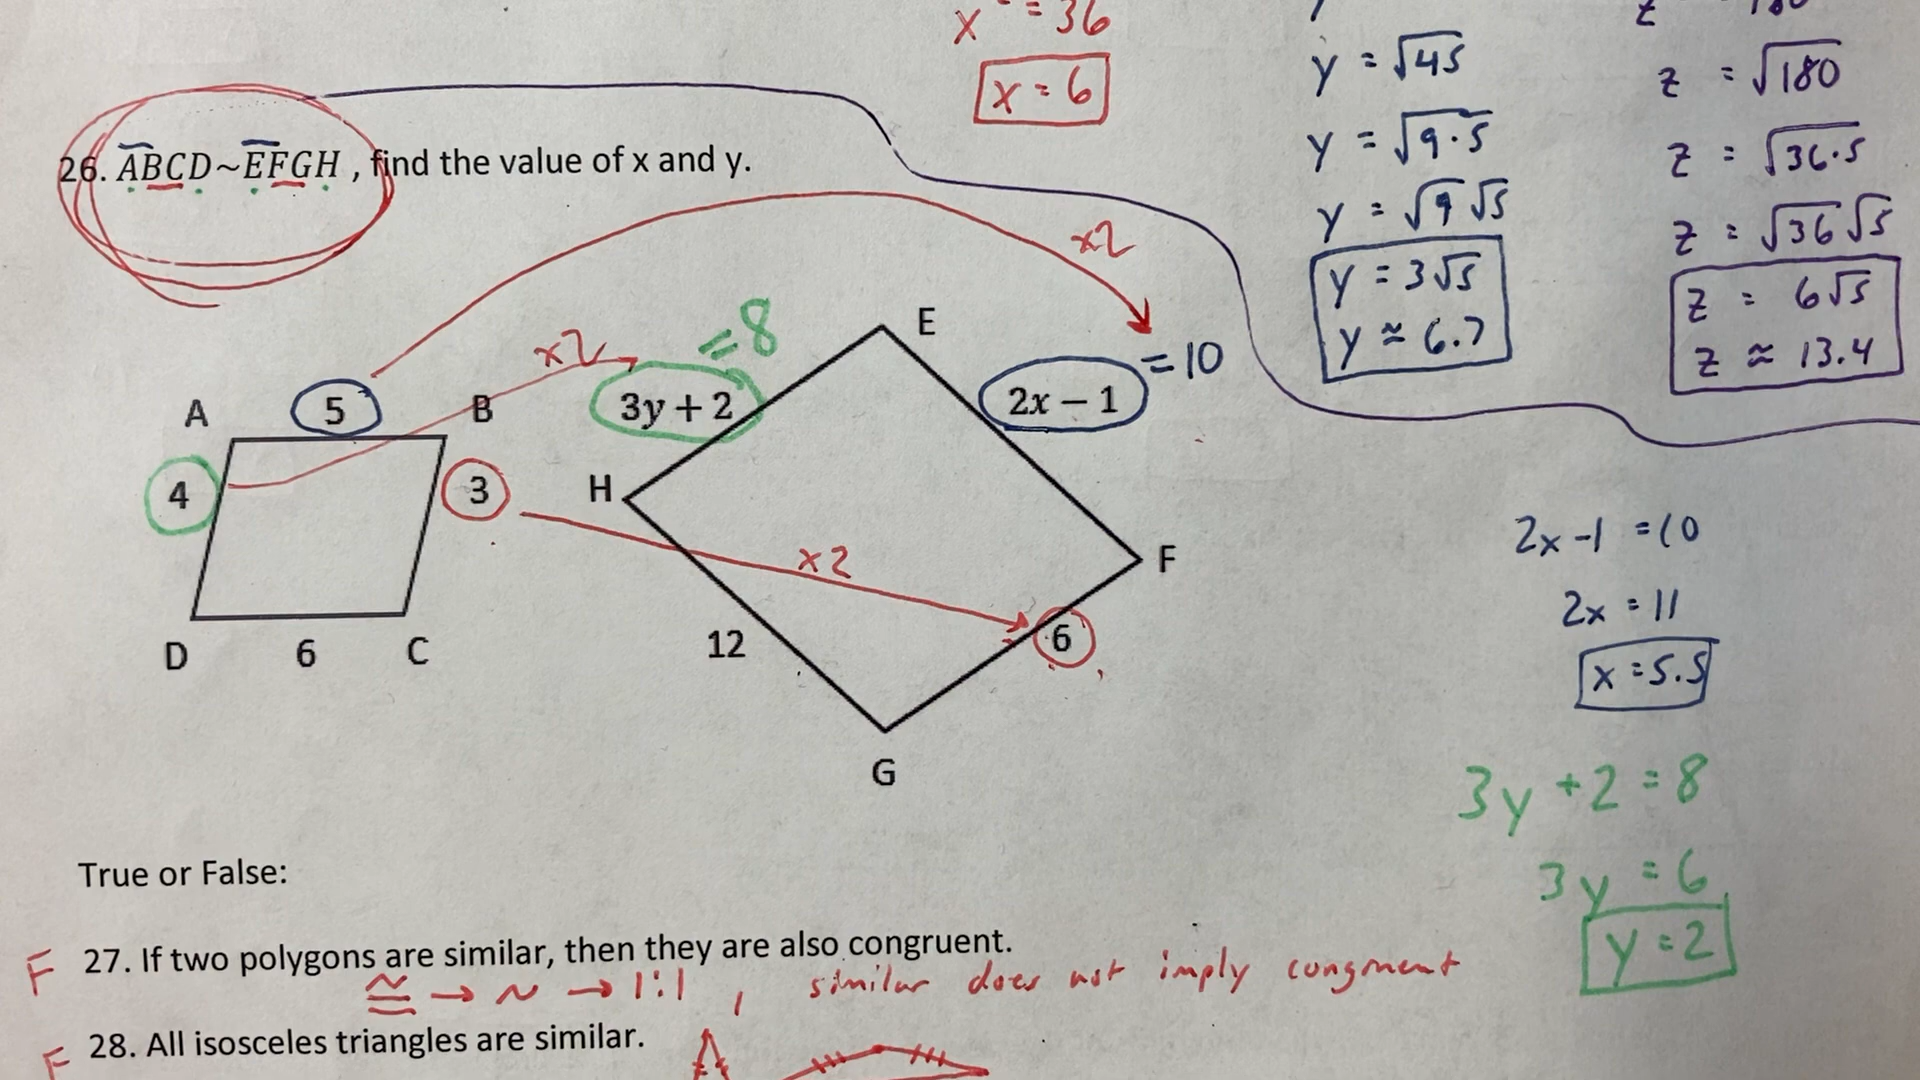 x = 36
x = 6
y = √45
y = √9·5
y = √9 √5
y = 3√5
y ≈ 6.7
z = √180
z = √36·5
z = √36 √5
z = 6√5
z ≈ 13.4
26. ABCD~EFGH , find the value of x and y.
x2
x2
= 8
E
= 10
A 5 B
3y + 2
2x − 1
4
3
H
x2
F
D 6 C
12
6
G
2x - 1 = 10
2x = 11
x = 5.5
3y + 2 = 8
3y = 6
y = 2
True or False:
F 27. If two polygons are similar, then they are also congruent.
≅ → ~ → 1:1 , similar does not imply congruent
F 28. All isosceles triangles are similar.